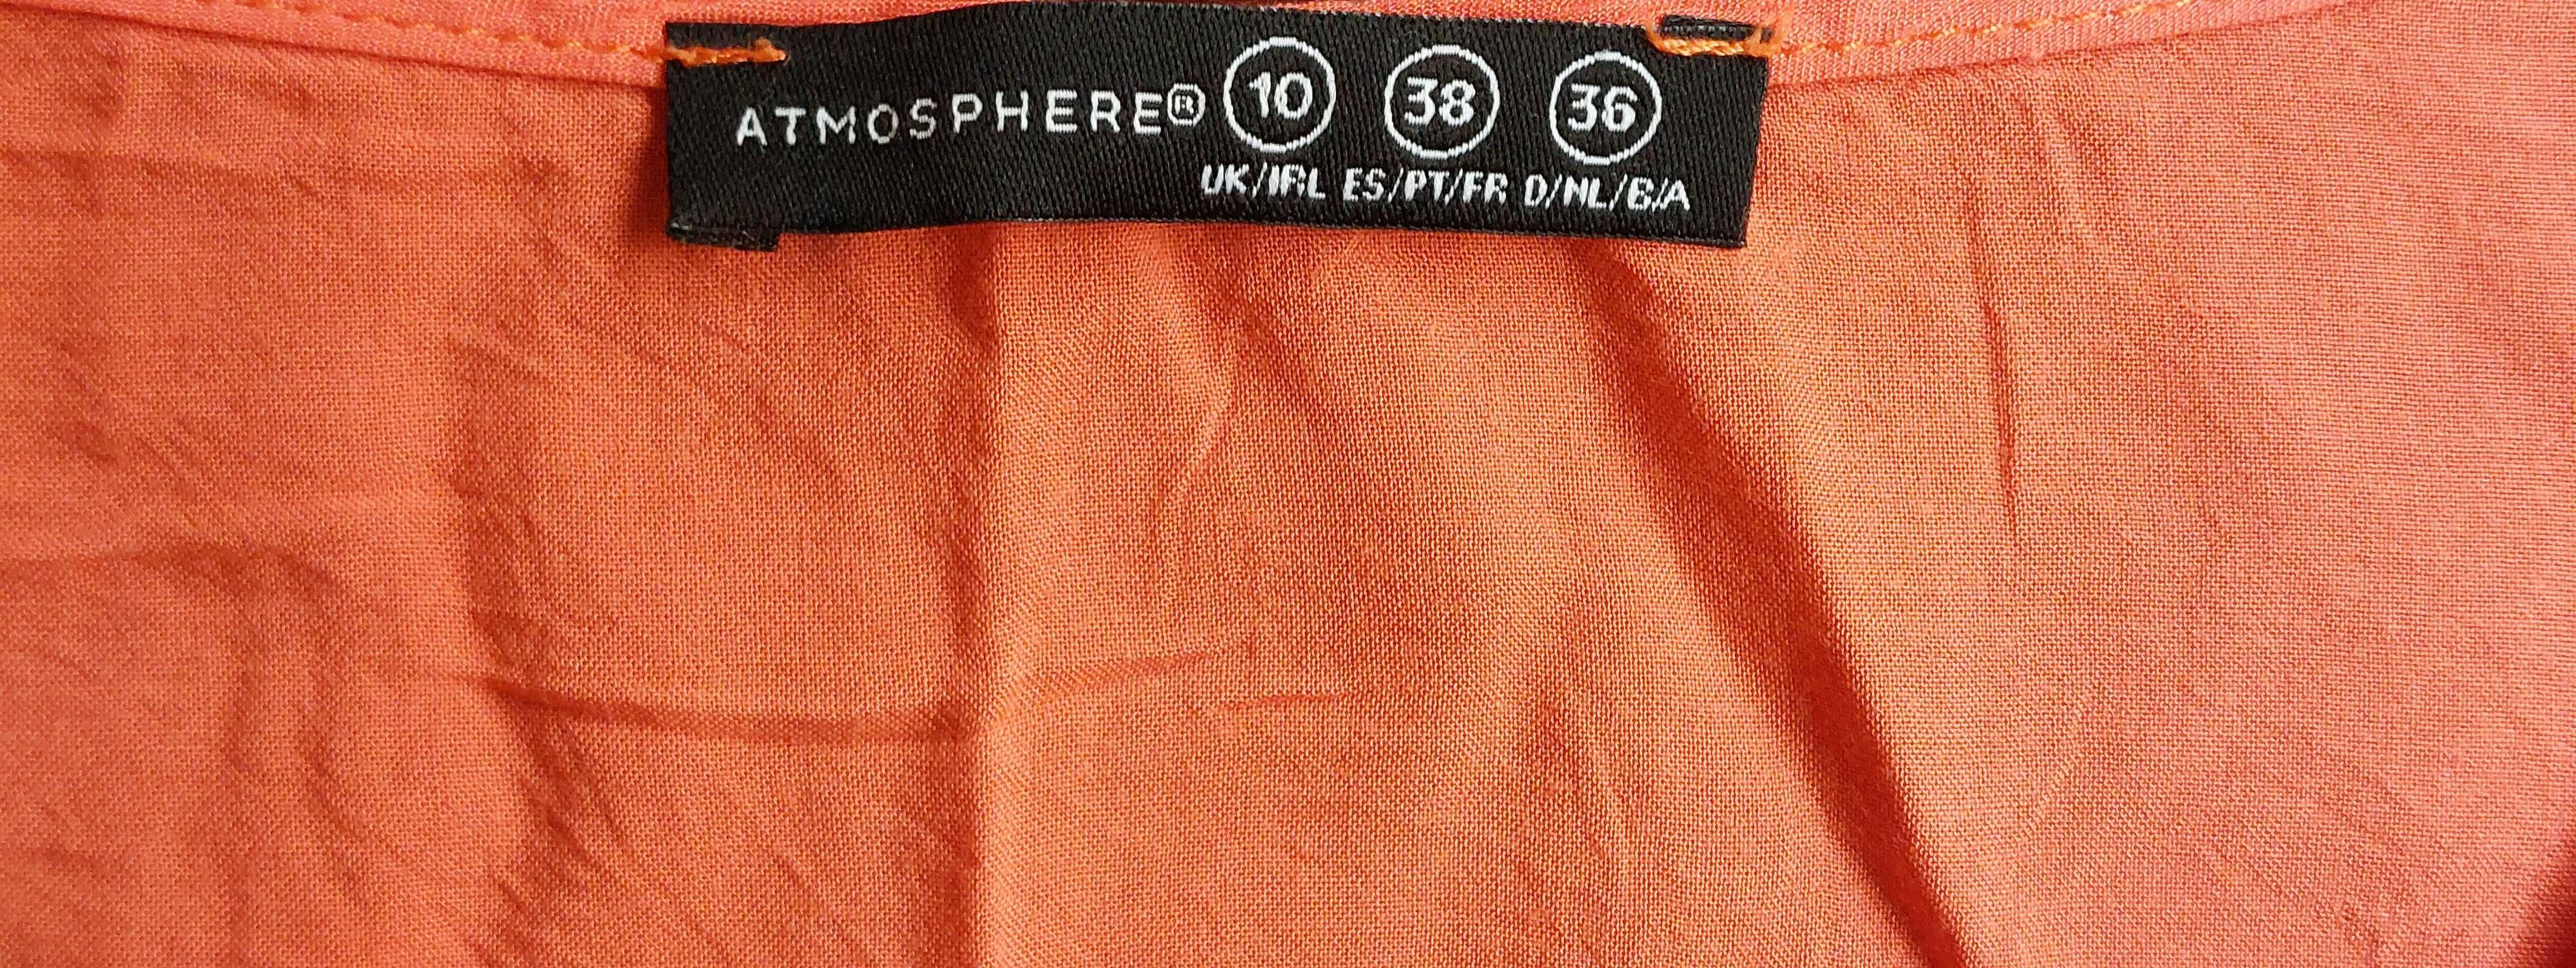 ATMOSPHERE® 10 38 36
UK/IRL ES/PT/FR D/NL/B/A